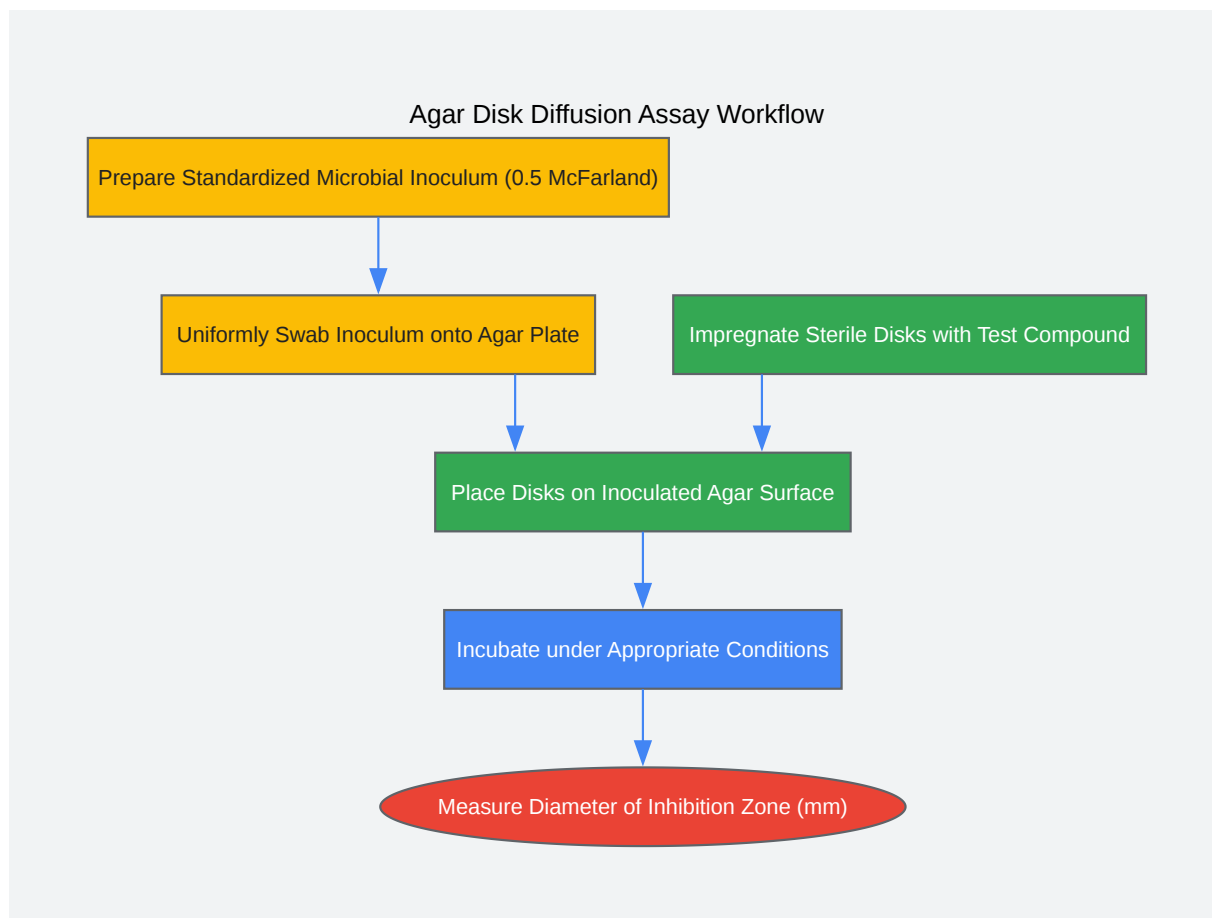 Agar Disk Diffusion Assay Workflow
Prepare Standardized Microbial Inoculum (0.5 McFarland)
Uniformly Swab Inoculum onto Agar Plate
Impregnate Sterile Disks with Test Compound
Place Disks on Inoculated Agar Surface
Incubate under Appropriate Conditions
Measure Diameter of Inhibition Zone (mm)